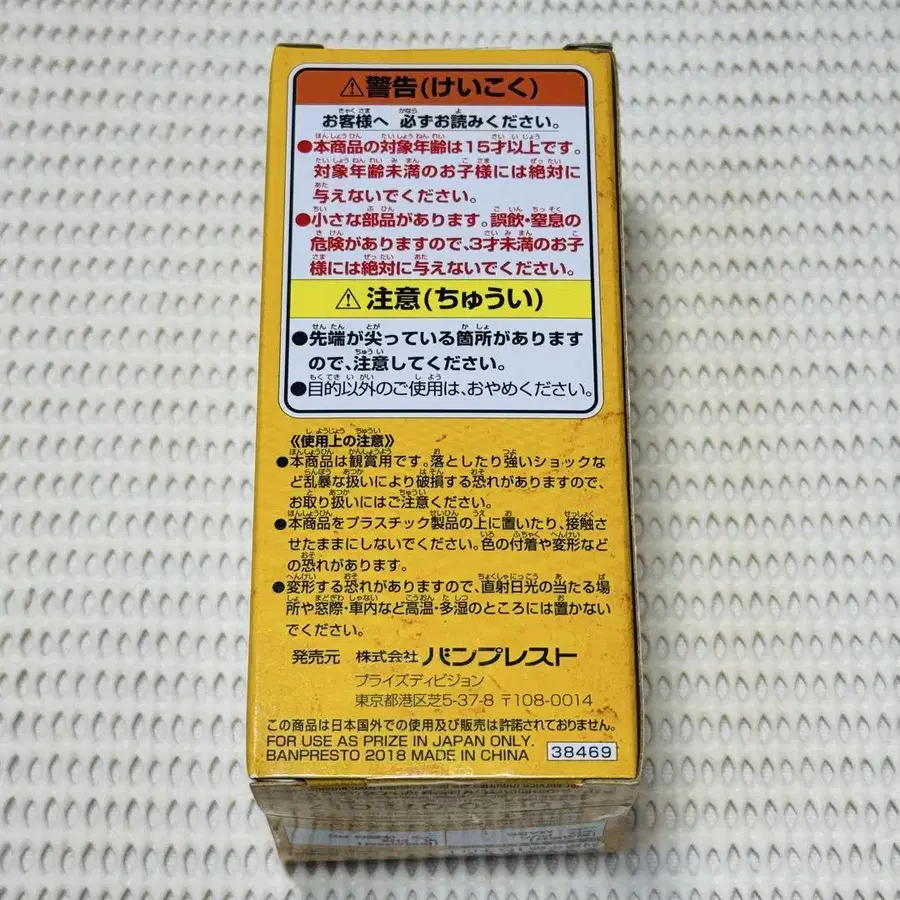 ⚠警告(けいこく)
お客様へ 必ずお読みください。
●本商品の対象年齢は15才以上です。
対象年齢未満のお子様には絶対に
与えないでください。
●小さな部品があります。誤飲・窒息の
危険がありますので、3才未満のお子
様には絶対に与えないでください。
⚠注意(ちゅうい)
●先端が尖っている箇所があります
ので、注意してください。
●目的以外のご使用は、おやめください。
《使用上の注意》
●本商品は観賞用です。落としたり強いショックな
ど乱暴な扱いにより破損する恐れがありますので、
お取り扱いにはご注意ください。
●本商品をプラスチック製品の上に置いたり、接触さ
せたままにしないでください。色の付着や変形など
の恐れがあります。
●変形する恐れがありますので、直射日光の当たる場
所や窓際・車内など高温・多湿のところには置かない
でください。
発売元 株式会社 バンプレスト
プライズディビジョン
東京都港区芝5-37-8 〒108-0014
この商品は日本国外での使用及び販売は許諾されておりません。
FOR USE AS PRIZE IN JAPAN ONLY.
BANPRESTO 2018 MADE IN CHINA
38469